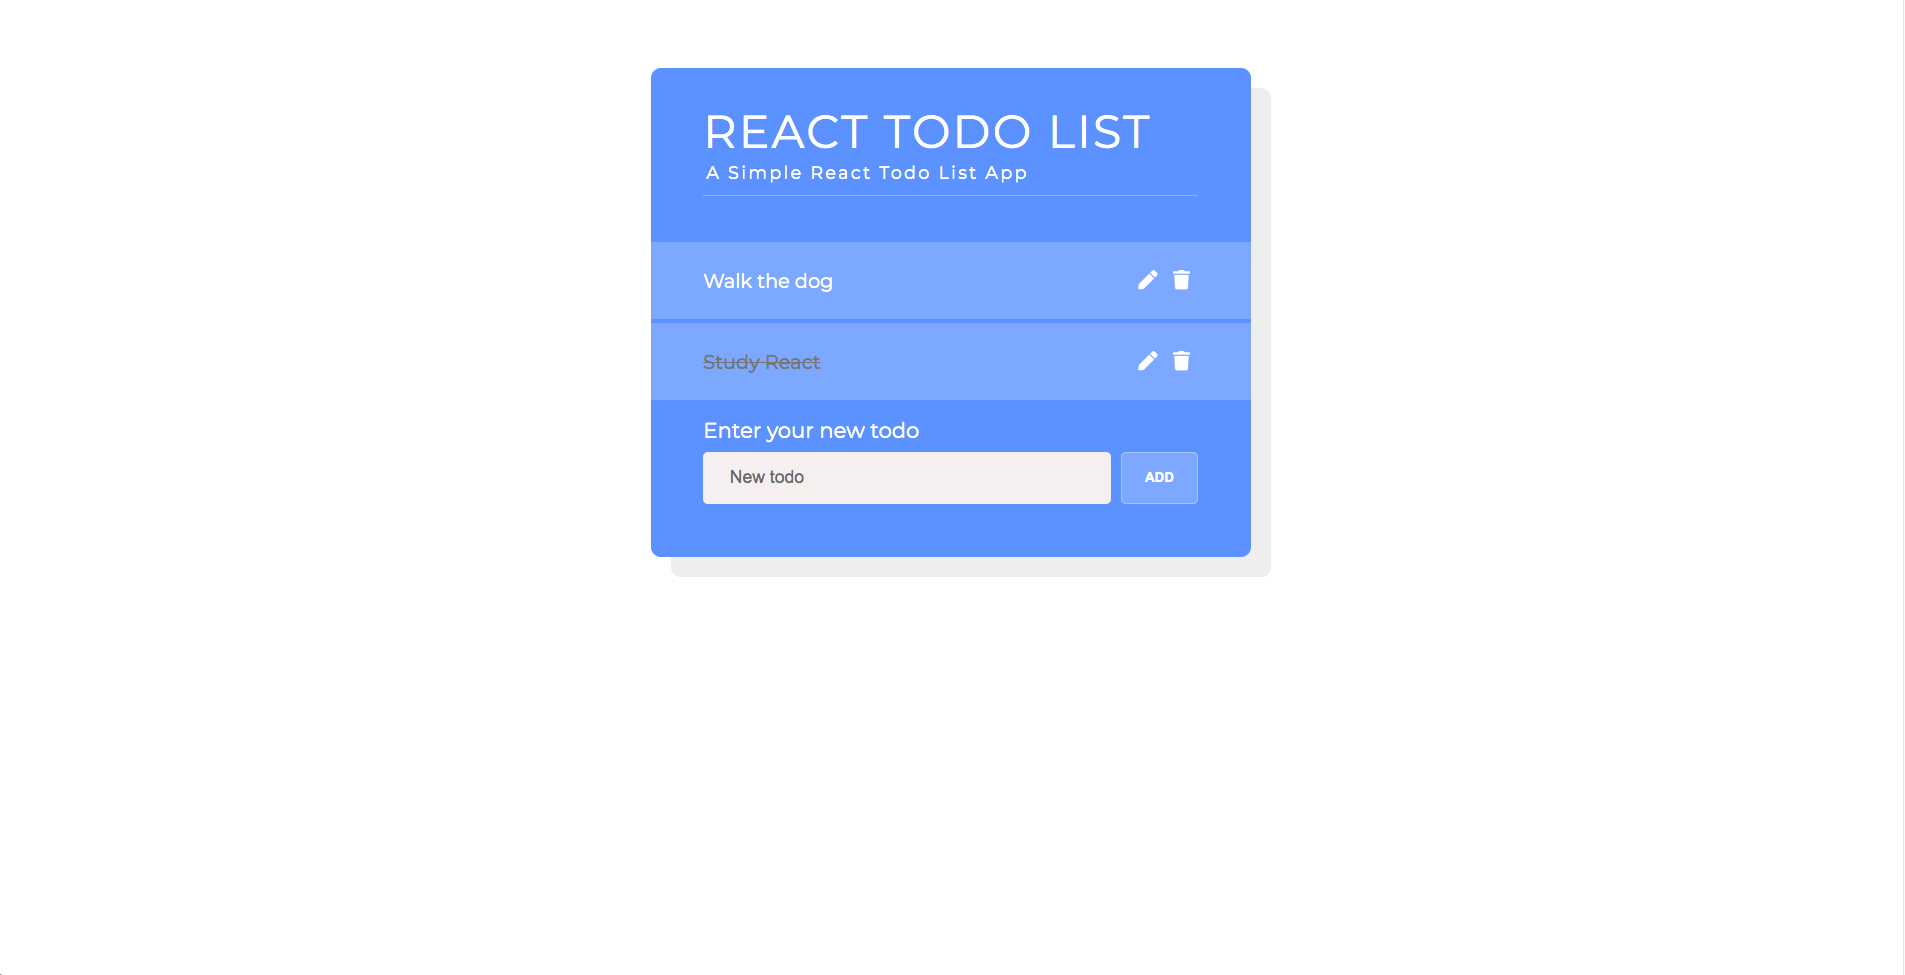 REACT TODO LIST
A Simple React Todo List App
Walk the dog
Study React
Enter your new todo
New todo
ADD